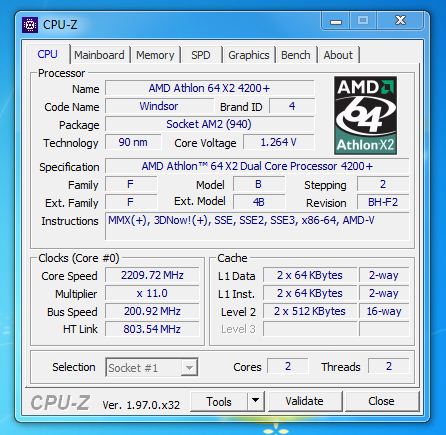 CPU-Z
CPU Mainboard Memory SPD Graphics Bench About
Processor
Name AMD Athlon 64 X2 4200+
Code Name Windsor Brand ID 4
Package Socket AM2 (940)
Technology 90 nm Core Voltage 1.264 V
AMD
64
Athlon X2
Specification AMD Athlon™ 64 X2 Dual Core Processor 4200+
Family F Model B Stepping 2
Ext. Family F Ext. Model 4B Revision BH-F2
Instructions MMX(+), 3DNow!(+), SSE, SSE2, SSE3, x86-64, AMD-V
Clocks (Core #0)
Core Speed 2209.72 MHz
Multiplier x 11.0
Bus Speed 200.92 MHz
HT Link 803.54 MHz
Cache
L1 Data 2 x 64 KBytes 2-way
L1 Inst. 2 x 64 KBytes 2-way
Level 2 2 x 512 KBytes 16-way
Level 3
Selection Socket #1 Cores 2 Threads 2
CPU-Z Ver. 1.97.0.x32 Tools Validate Close